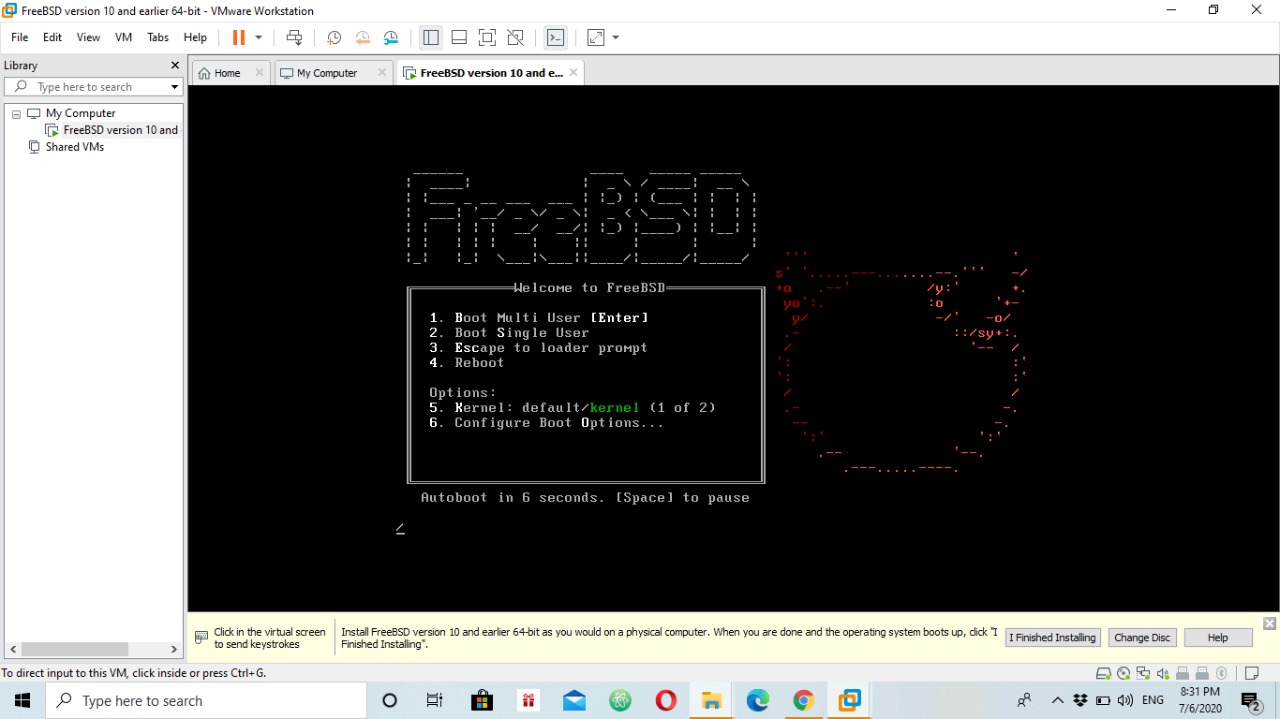 FreeBSD version 10 and earlier 64-bit - VMware Workstation
File Edit View VM Tabs Help
Library
Home
My Computer
FreeBSD version 10 and e...
Type here to search
My Computer
FreeBSD version 10 and
Shared VMs
FreeBSD
Welcome to FreeBSD
1. Boot Multi User [Enter]
2. Boot Single User
3. Escape to loader prompt
4. Reboot
Options:
5. Kernel: default/kernel (1 of 2)
6. Configure Boot Options...
Autoboot in 6 seconds. [Space] to pause
Click in the virtual screen
to send keystrokes
Install FreeBSD version 10 and earlier 64-bit as you would on a physical computer. When you are done and the operating system boots up, click "I
Finished Installing".
I Finished Installing
Change Disc
Help
To direct input to this VM, click inside or press Ctrl+G.
Type here to search
ENG
8:31 PM
7/6/2020
2